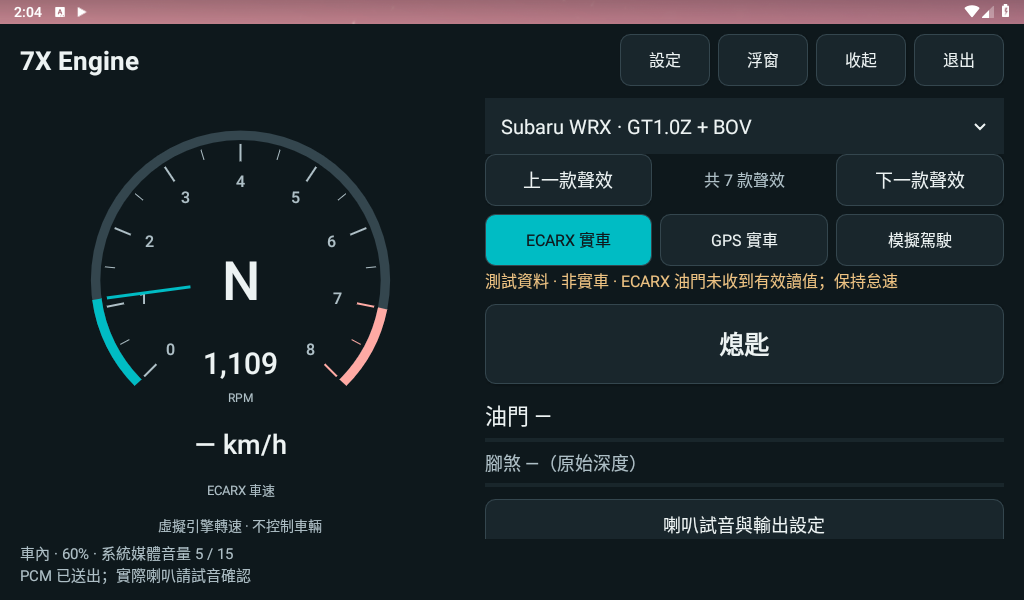 2:04
7X Engine
設定
浮窗
收起
退出
Subaru WRX · GT1.0Z + BOV
上一款聲效
共 7 款聲效
下一款聲效
ECARX 實車
GPS 實車
模擬駕駛
測試資料 · 非實車 · ECARX 油門未收到有效讀值；保持怠速
熄匙
油門 —
腳煞 —（原始深度）
喇叭試音與輸出設定
0
1
2
3
4
5
6
7
8
N
1,109
RPM
— km/h
ECARX 車速
虛擬引擎轉速 · 不控制車輛
車內 · 60% · 系統媒體音量 5 / 15
PCM 已送出；實際喇叭請試音確認